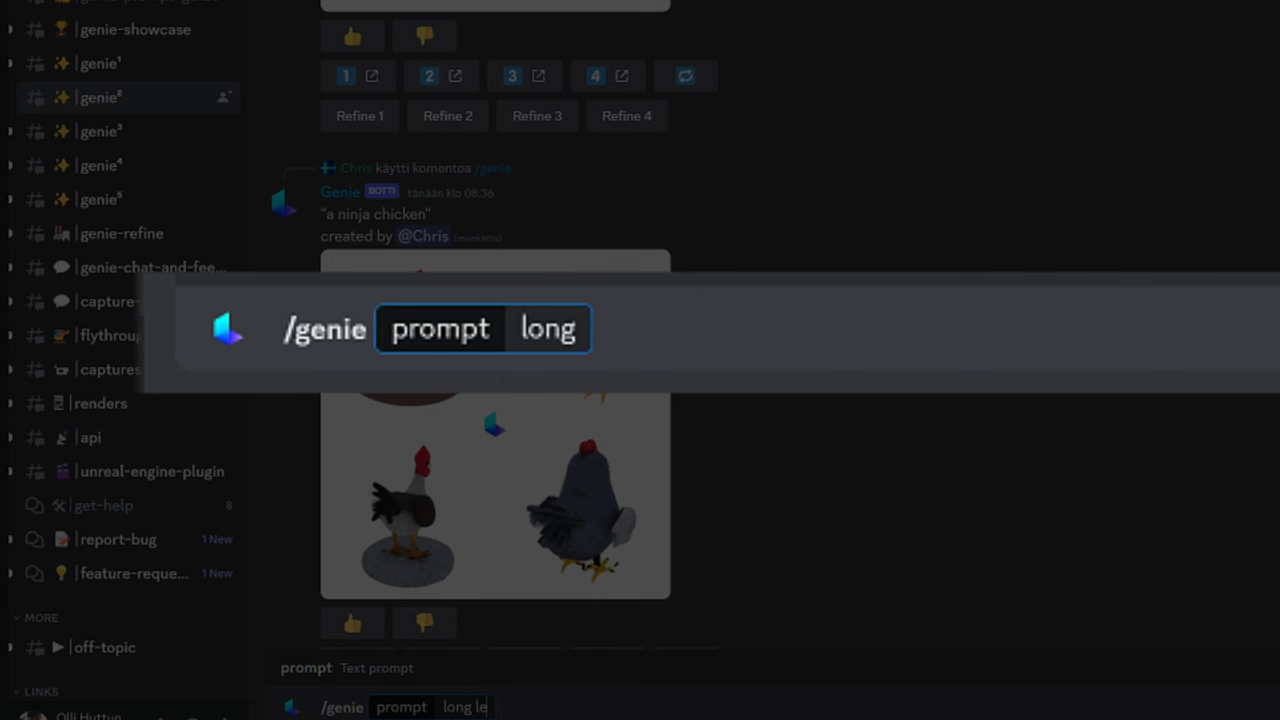 genie-showcase
genie¹
genie²
genie³
genie⁴
genie⁵
genie-refine
genie-chat-and-fee...
capture-
flythroug
captures
renders
api
unreal-engine-plugin
get-help 8
report-bug 1 New
feature-reque... 1 New
MORE
off-topic
LINKS
Olli Huttun
1 2 3 4
Refine 1 Refine 2 Refine 3 Refine 4
Chris käytti komentoa /genie
Genie BOTTI tänään klo 08.36
"a ninja chicken"
created by @Chris (muokattu)
/genie prompt long
prompt Text prompt
/genie prompt long le